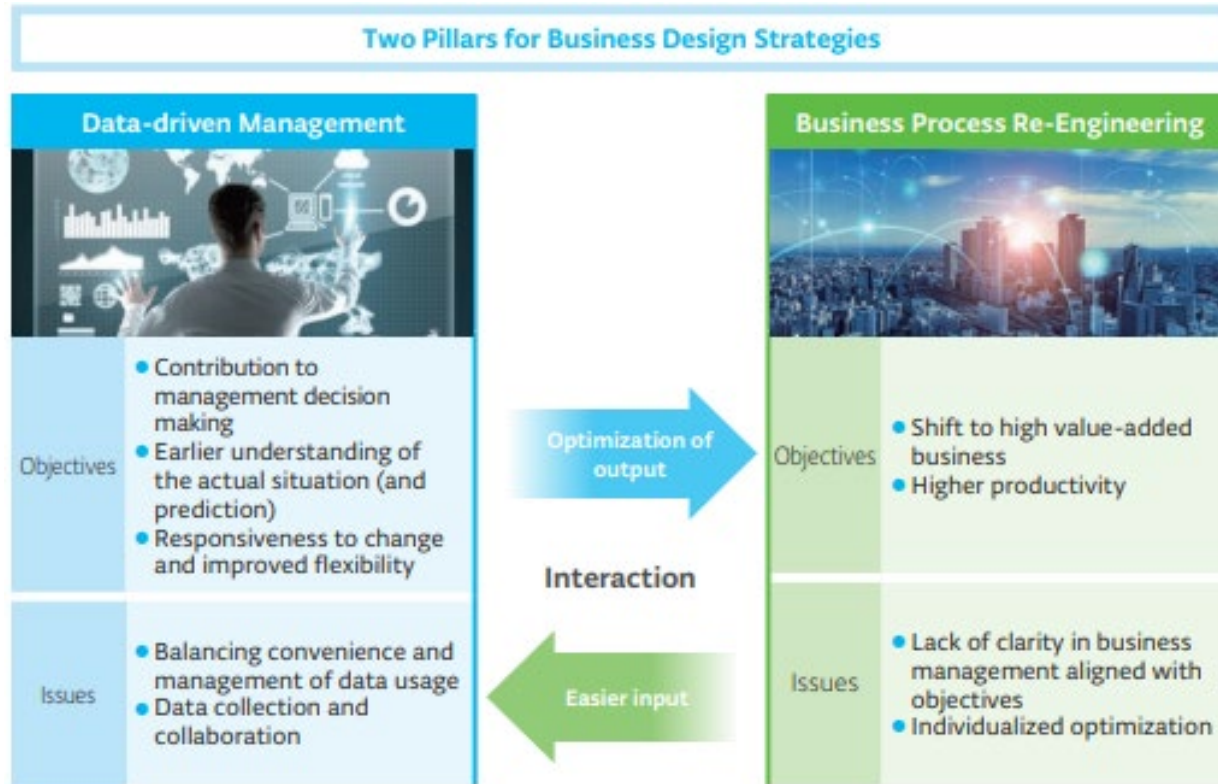 Two Pillars for Business Design Strategies
Data-driven Management
Objectives
● Contribution to
management decision
making
● Earlier understanding of
the actual situation (and
prediction)
● Responsiveness to change
and improved flexibility
Issues
● Balancing convenience and
management of data usage
● Data collection and
collaboration
Optimization of
output
Interaction
Easier input
Business Process Re-Engineering
Objectives
● Shift to high value-added
business
● Higher productivity
Issues
● Lack of clarity in business
management aligned with
objectives
● Individualized optimization